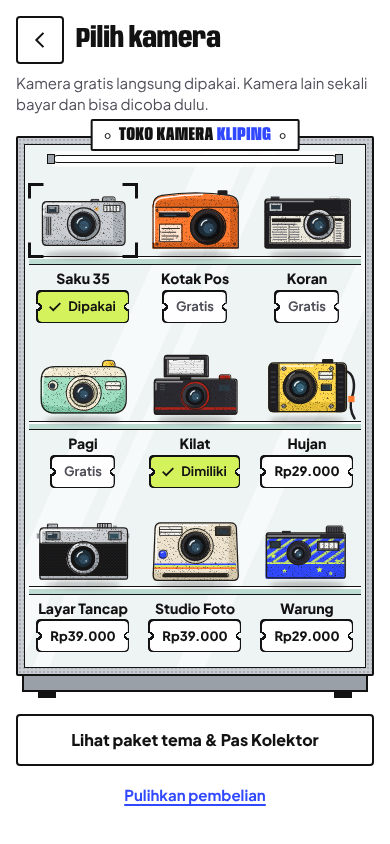 Pilih kamera
Kamera gratis langsung dipakai. Kamera lain sekali
bayar dan bisa dicoba dulu.
TOKO KAMERA KLIPING
Saku 35 Kotak Pos Koran
Dipakai Gratis Gratis
Pagi Kilat Hujan
Gratis Dimiliki Rp29.000
Layar Tancap Studio Foto Warung
Rp39.000 Rp39.000 Rp29.000
Lihat paket tema & Pas Kolektor
Pulihkan pembelian